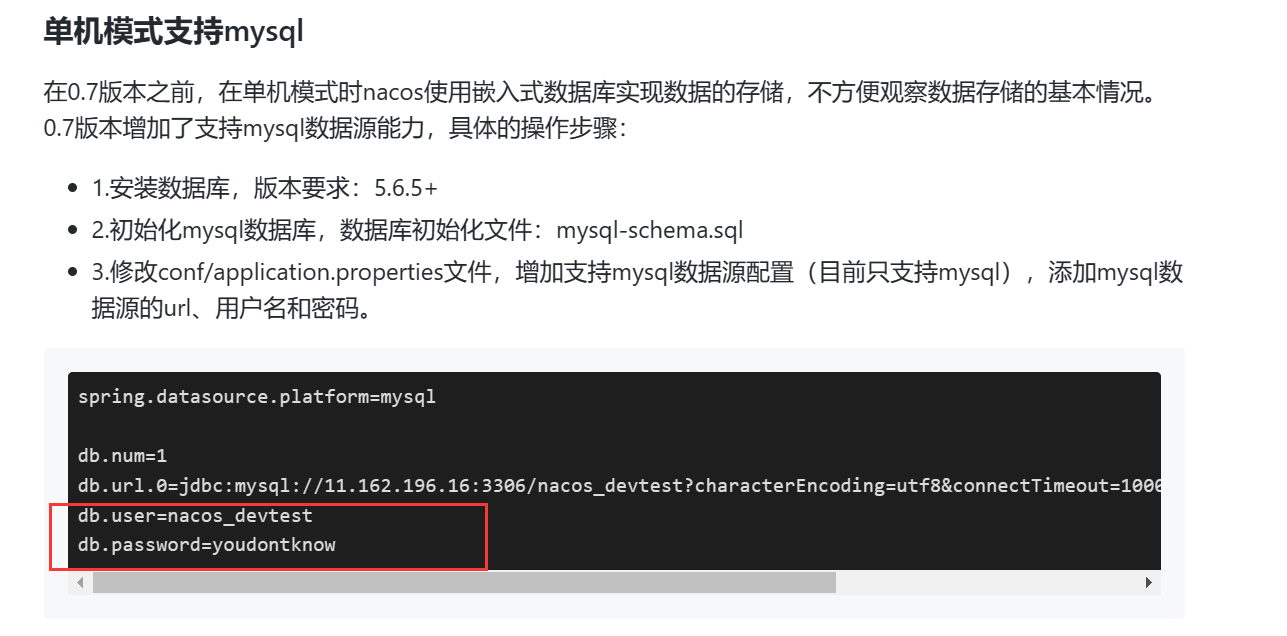 单机模式支持mysql
在0.7版本之前，在单机模式时nacos使用嵌入式数据库实现数据的存储，不方便观察数据存储的基本情况。
0.7版本增加了支持mysql数据源能力，具体的操作步骤：
1.安装数据库，版本要求：5.6.5+
2.初始化mysql数据库，数据库初始化文件：mysql-schema.sql
3.修改conf/application.properties文件，增加支持mysql数据源配置（目前只支持mysql），添加mysql数
据源的url、用户名和密码。
spring.datasource.platform=mysql
db.num=1
db.url.0=jdbc:mysql://11.162.196.16:3306/nacos_devtest?characterEncoding=utf8&connectTimeout=1000
db.user=nacos_devtest
db.password=youdontknow